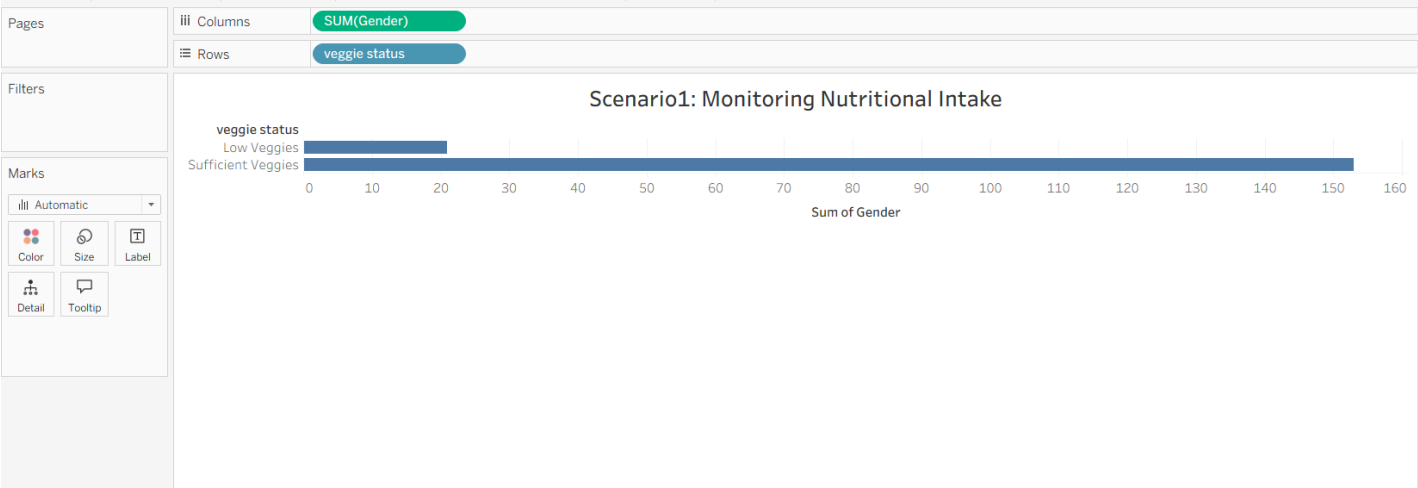 Pages
Columns
SUM(Gender)
Rows
veggie status
Filters
Marks
Automatic
Color
Size
Label
Detail
Tooltip
Scenario1: Monitoring Nutritional Intake
veggie status
Low Veggies
Sufficient Veggies
0 10 20 30 40 50 60 70 80 90 100 110 120 130 140 150 160
Sum of Gender